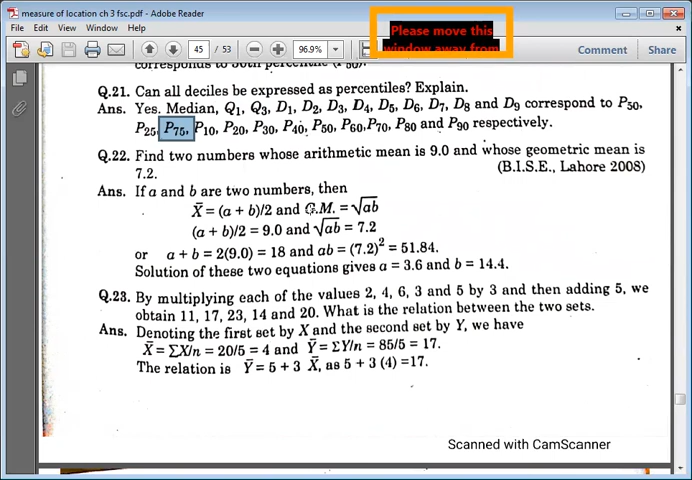 measure of location ch 3 fsc.pdf - Adobe Reader
File Edit View Window Help
45 / 53 96.9%
Comment Share
Please move this
window away from
Q.21. Can all deciles be expressed as percentiles? Explain.
Ans. Yes. Median, Q1, Q3, D1, D2, D3, D4, D5, D6, D7, D8 and D9 correspond to P50,
P25, P75, P10, P20, P30, P40, P50, P60, P70, P80 and P90 respectively.
Q.22. Find two numbers whose arithmetic mean is 9.0 and whose geometric mean is
7.2. (B.I.S.E., Lahore 2008)
Ans. If a and b are two numbers, then
X̄ = (a + b)/2 and G.M. = √ab
(a + b)/2 = 9.0 and √ab = 7.2
or a + b = 2(9.0) = 18 and ab = (7.2)² = 51.84.
Solution of these two equations gives a = 3.6 and b = 14.4.
Q.23. By multiplying each of the values 2, 4, 6, 3 and 5 by 3 and then adding 5, we
obtain 11, 17, 23, 14 and 20. What is the relation between the two sets.
Ans. Denoting the first set by X and the second set by Y, we have
X̄ = ΣX/n = 20/5 = 4 and Ȳ = ΣY/n = 85/5 = 17.
The relation is Ȳ = 5 + 3 X̄, as 5 + 3 (4) = 17.
Scanned with CamScanner